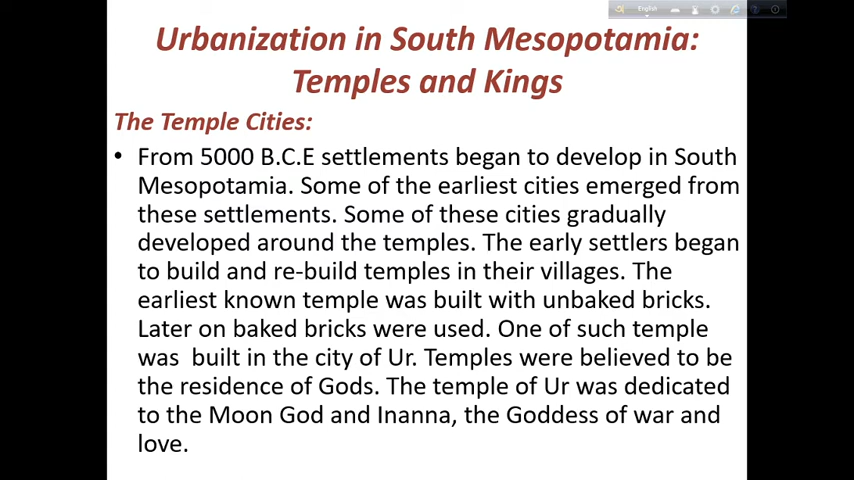 English
Urbanization in South Mesopotamia:
Temples and Kings
The Temple Cities:
• From 5000 B.C.E settlements began to develop in South
Mesopotamia. Some of the earliest cities emerged from
these settlements. Some of these cities gradually
developed around the temples. The early settlers began
to build and re-build temples in their villages. The
earliest known temple was built with unbaked bricks.
Later on baked bricks were used. One of such temple
was  built in the city of Ur. Temples were believed to be
the residence of Gods. The temple of Ur was dedicated
to the Moon God and Inanna, the Goddess of war and
love.